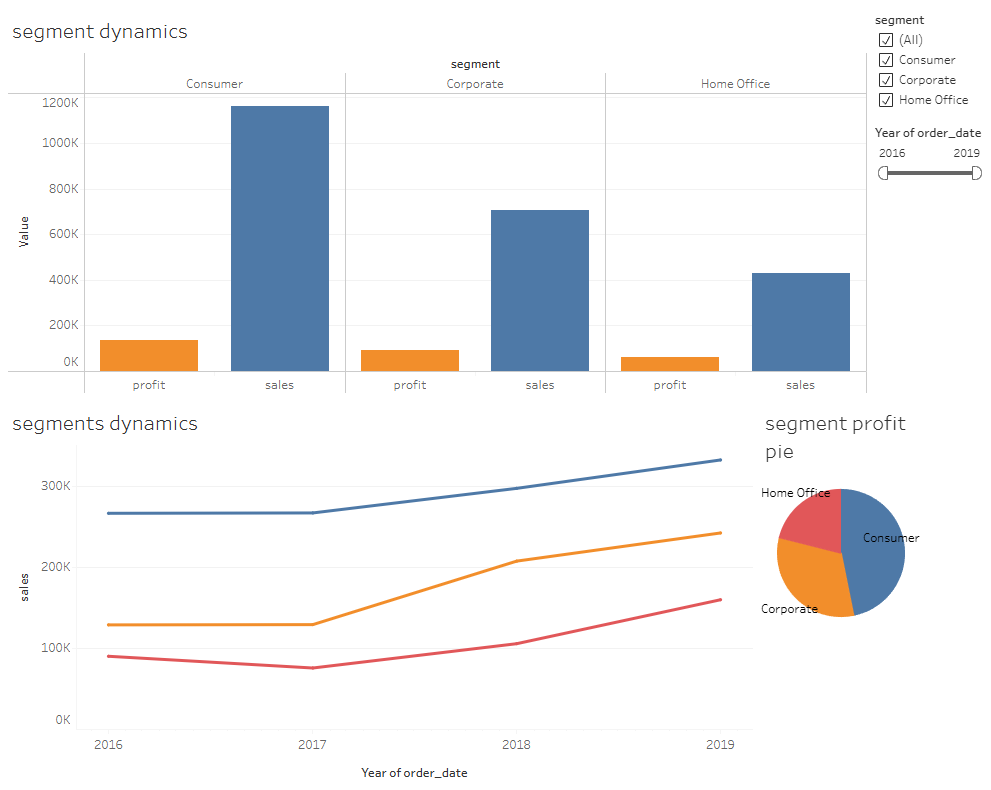 segment dynamics
segment
Consumer
Corporate
Home Office
1200K
1000K
800K
600K
400K
200K
0K
Value
profit
sales
profit
sales
profit
sales
segment
(All)
Consumer
Corporate
Home Office
Year of order_date
2016 2019
segments dynamics
300K
200K
100K
0K
sales
2016
2017
2018
2019
Year of order_date
segment profit
pie
Home Office
Consumer
Corporate